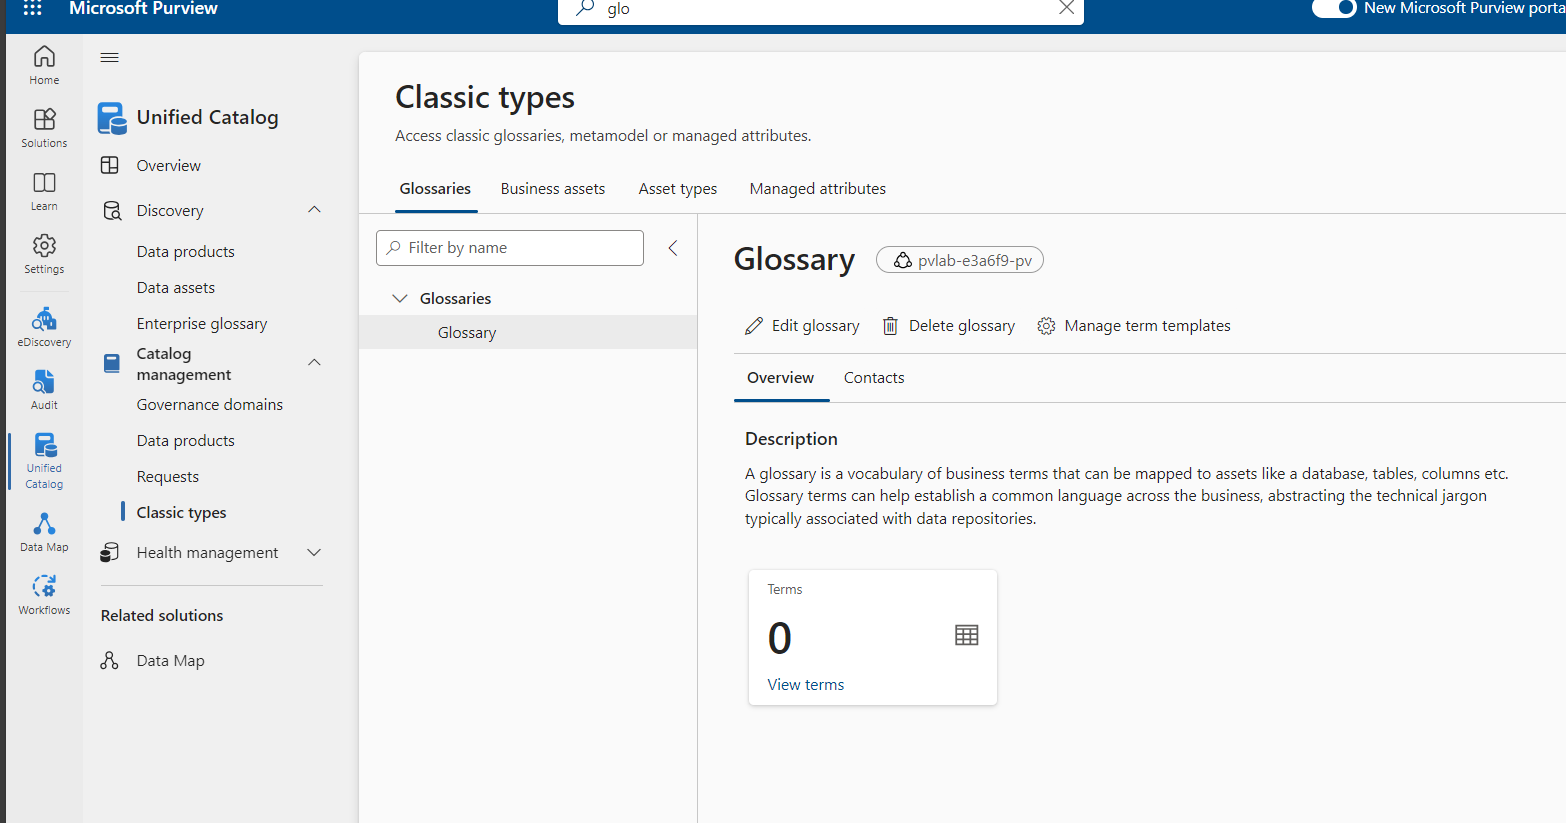 Microsoft Purview
glo
New Microsoft Purview porta
Home
Solutions
Learn
Settings
eDiscovery
Audit
Unified
Catalog
Data Map
Workflows
Unified Catalog
Overview
Discovery
Data products
Data assets
Enterprise glossary
Catalog
management
Governance domains
Data products
Requests
Classic types
Health management
Related solutions
Data Map
Classic types
Access classic glossaries, metamodel or managed attributes.
Glossaries
Business assets
Asset types
Managed attributes
Filter by name
Glossaries
Glossary
Glossary
pvlab-e3a6f9-pv
Edit glossary
Delete glossary
Manage term templates
Overview
Contacts
Description
A glossary is a vocabulary of business terms that can be mapped to assets like a database, tables, columns etc.
Glossary terms can help establish a common language across the business, abstracting the technical jargon
typically associated with data repositories.
Terms
0
View terms